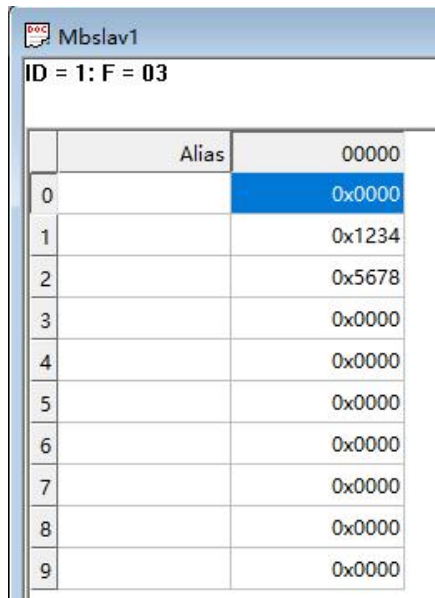 DOC
Mbslav1
ID = 1: F = 03
Alias 00000
0 0x0000
1 0x1234
2 0x5678
3 0x0000
4 0x0000
5 0x0000
6 0x0000
7 0x0000
8 0x0000
9 0x0000